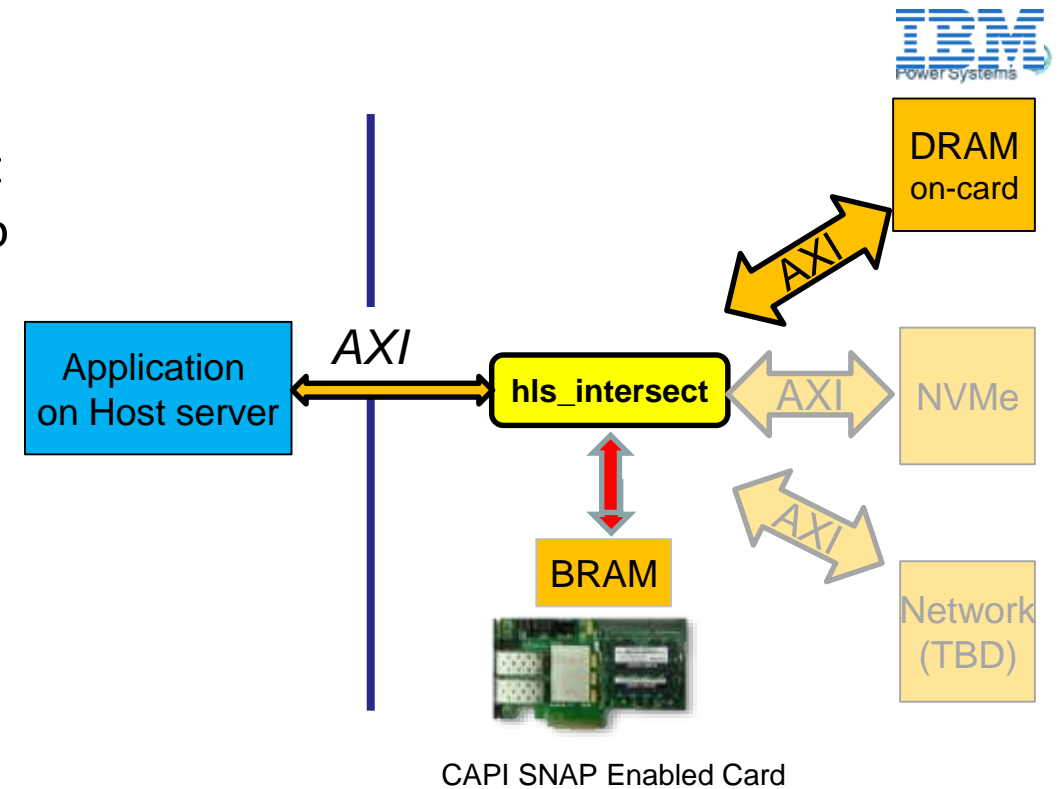 IBM
Power Systems
DRAM
on-card
AXI
Application
on Host server
AXI
hls_intersect
AXI
NVMe
AXI
BRAM
Network
(TBD)
CAPI SNAP Enabled Card